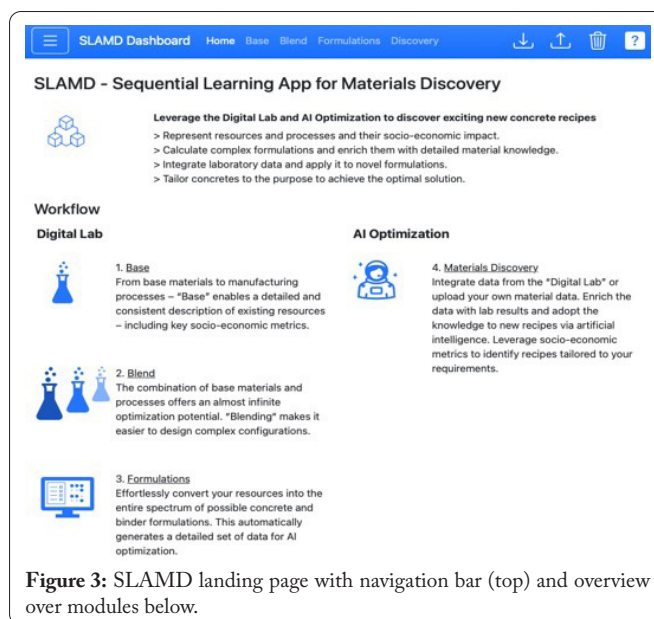 SLAMD Dashboard Home Base Blend Formulations Discovery ?
SLAMD - Sequential Learning App for Materials Discovery
Leverage the Digital Lab and AI Optimization to discover exciting new concrete recipes
> Represent resources and processes and their socio-economic impact.
> Calculate complex formulations and enrich them with detailed material knowledge.
> Integrate laboratory data and apply it to novel formulations.
> Tailor concretes to the purpose to achieve the optimal solution.
Workflow
Digital Lab
1. Base
From base materials to manufacturing
processes – "Base" enables a detailed and
consistent description of existing resources
– including key socio-economic metrics.
2. Blend
The combination of base materials and
processes offers an almost infinite
optimization potential. "Blending" makes it
easier to design complex configurations.
3. Formulations
Effortlessly convert your resources into the
entire spectrum of possible concrete and
binder formulations. This automatically
generates a detailed set of data for AI
optimization.
AI Optimization
4. Materials Discovery
Integrate data from the "Digital Lab" or
upload your own material data. Enrich the
data with lab results and adopt the
knowledge to new recipes via artificial
intelligence. Leverage socio-economic
metrics to identify recipes tailored to your
requirements.
Figure 3: SLAMD landing page with navigation bar (top) and overview
over modules below.